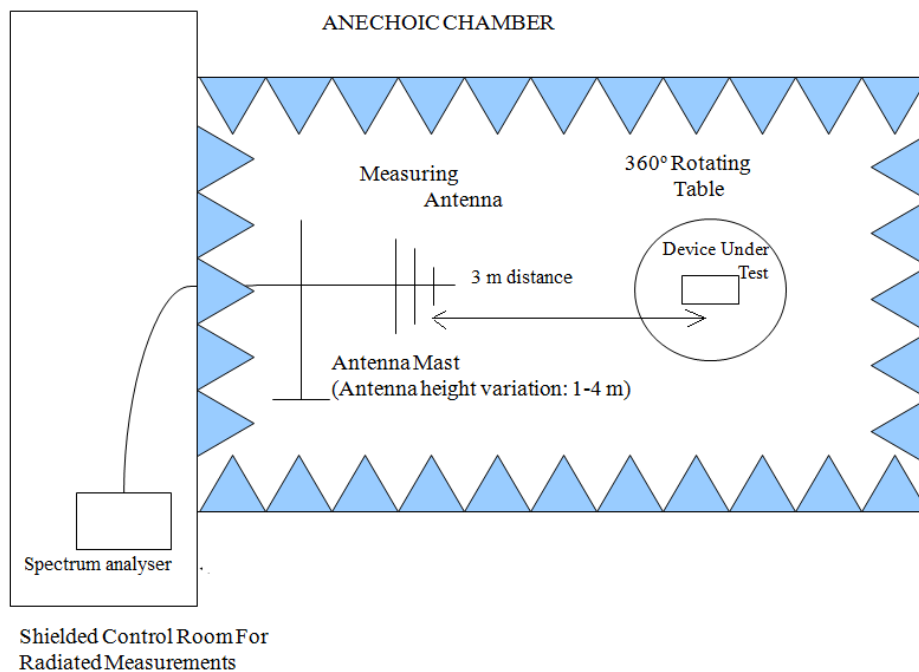 ANECHOIC CHAMBER
Measuring
Antenna
360º Rotating
Table
Device Under
Test
3 m distance
Antenna Mast
(Antenna height variation: 1-4 m)
Spectrum analyser
Shielded Control Room For
Radiated Measurements